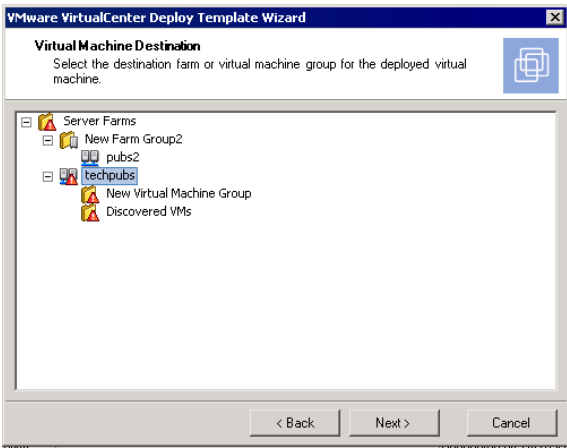 VMware VirtualCenter Deploy Template Wizard
Virtual Machine Destination
Select the destination farm or virtual machine group for the deployed virtual
machine.
Server Farms
New Farm Group2
pubs2
techpubs
New Virtual Machine Group
Discovered VMs
< Back Next > Cancel